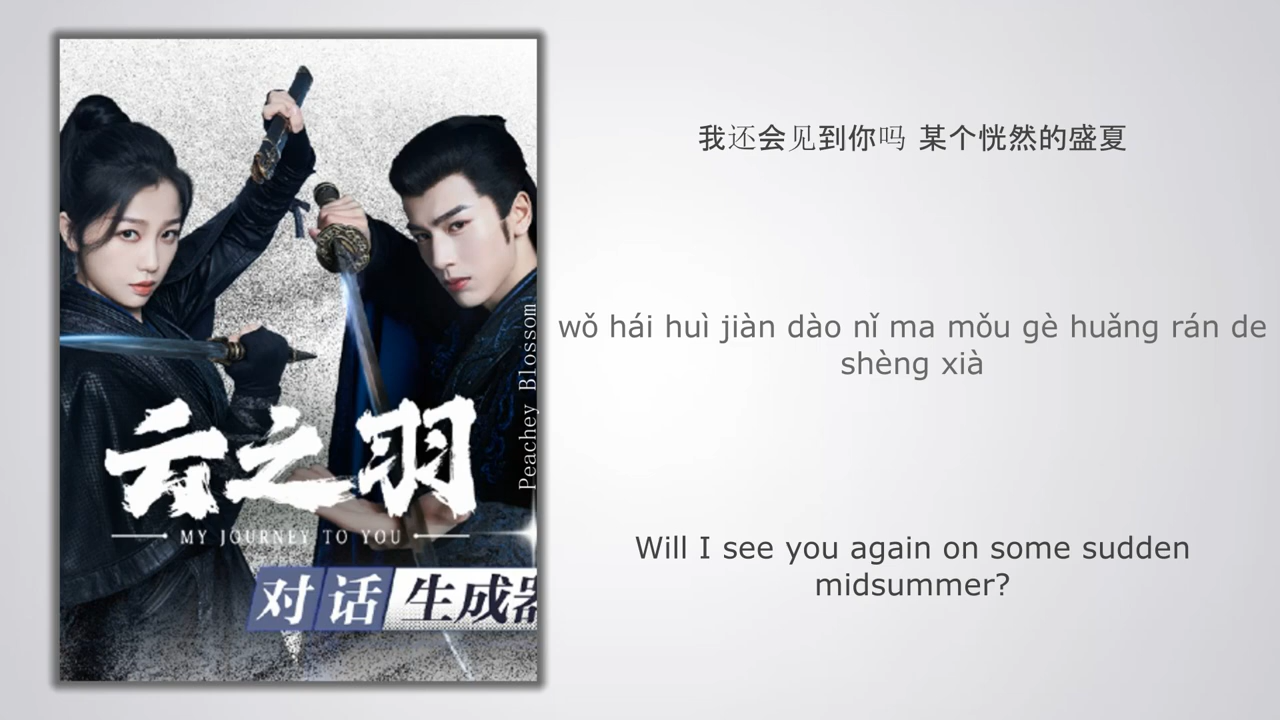 我还会见到你吗 某个恍然的盛夏
wǒ hái huì jiàn dào nǐ ma mǒu gè huǎng rán de
shèng xià
Will I see you again on some sudden
midsummer?
Peachey Blossom
云之羽
MY JOURNEY TO YOU
对话生成器